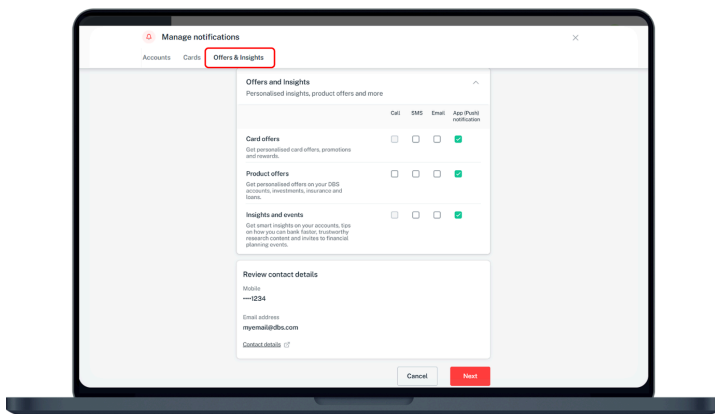 Manage notifications
Accounts Cards Offers & Insights
Offers and Insights
Personalised insights, product offers and more
Call SMS Email App (Push)
notification
Card offers
Get personalised card offers, promotions
and rewards.
Product offers
Get personalised offers on your DBS
accounts, investments, insurance and
loans.
Insights and events
Get smart insights on your accounts, tips
on how you can bank faster, trustworthy
research content and invites to financial
planning events.
Review contact details
Mobile
••••1234
Email address
myemail@dbs.com
Contact details
Cancel Next